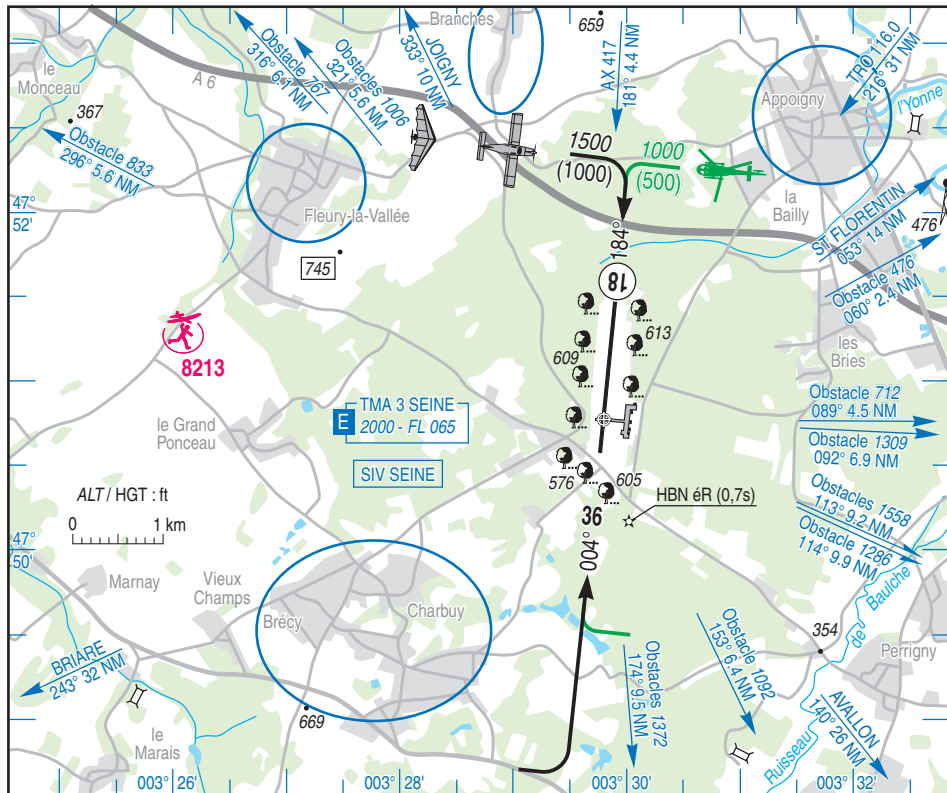 Branches
659
le
Monceau
A 6
Obstacle 767
316° 6.1 NM
Obstacles 1006
321° 5.6 NM
JOIGNY
333° 10 NM
AX 417
181° 4.4 NM
TRO 116.0
216° 31 NM
Appoigny
l'Yonne
367
Obstacle 833
296° 5.6 NM
1500
(1000)
1000
(500)
la
Bailly
47°
52'
Fleury-la-Vallée
745
184°
18
ST FLORENTIN
053° 14 NM
476
Obstacle 476
060° 2.4 NM
613
609
8213
les
Bries
E
TMA 3 SEINE
2000 - FL 065
SIV SEINE
le Grand
Ponceau
Obstacle 712
089° 4.5 NM
Obstacle 1309
092° 6.9 NM
576
605
HBN éR (0,7s)
ALT / HGT : ft
0
1 km
36
004°
Obstacles 1558
113° 9.2 NM
Obstacle 1286
114° 9.9 NM
47°
50'
Marnay
Vieux
Champs
Brécy
Charbuy
Ruisseau
de
Baulche
354
Perrigny
BRIARE
243° 32 NM
Obstacles 1372
174° 9.5 NM
Obstacle 1092
153° 6.4 NM
AVALLON
140° 26 NM
669
le
Marais
003° 26'
003° 28'
003° 30'
003° 32'